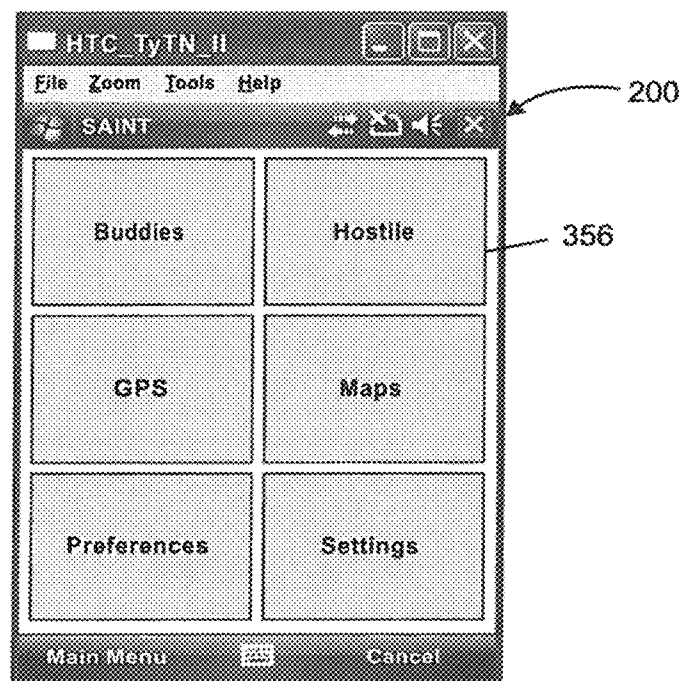 HTC_TyTN_II
File Zoom Tools Help
200
SAINT
Buddies Hostile
356
GPS Maps
Preferences Settings
Main Menu Cancel